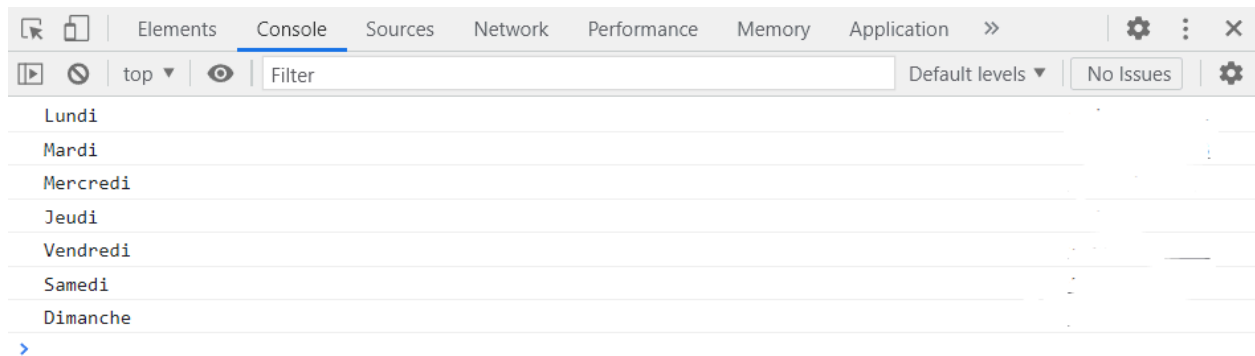 Elements Console Sources Network Performance Memory Application »
top ▼ Filter Default levels ▼ No Issues
Lundi
Mardi
Mercredi
Jeudi
Vendredi
Samedi
Dimanche
>